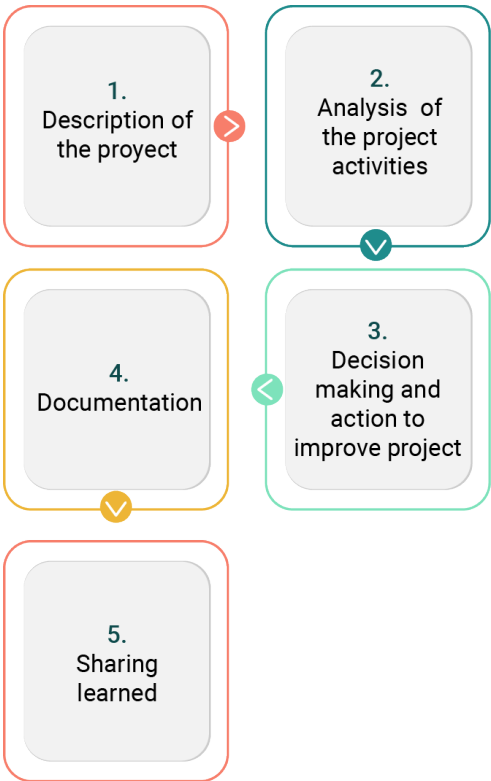 1.
Description of
the proyect
2.
Analysis of
the project
activities
3.
Decision
making and
action to
improve project
4.
Documentation
5.
Sharing
learned